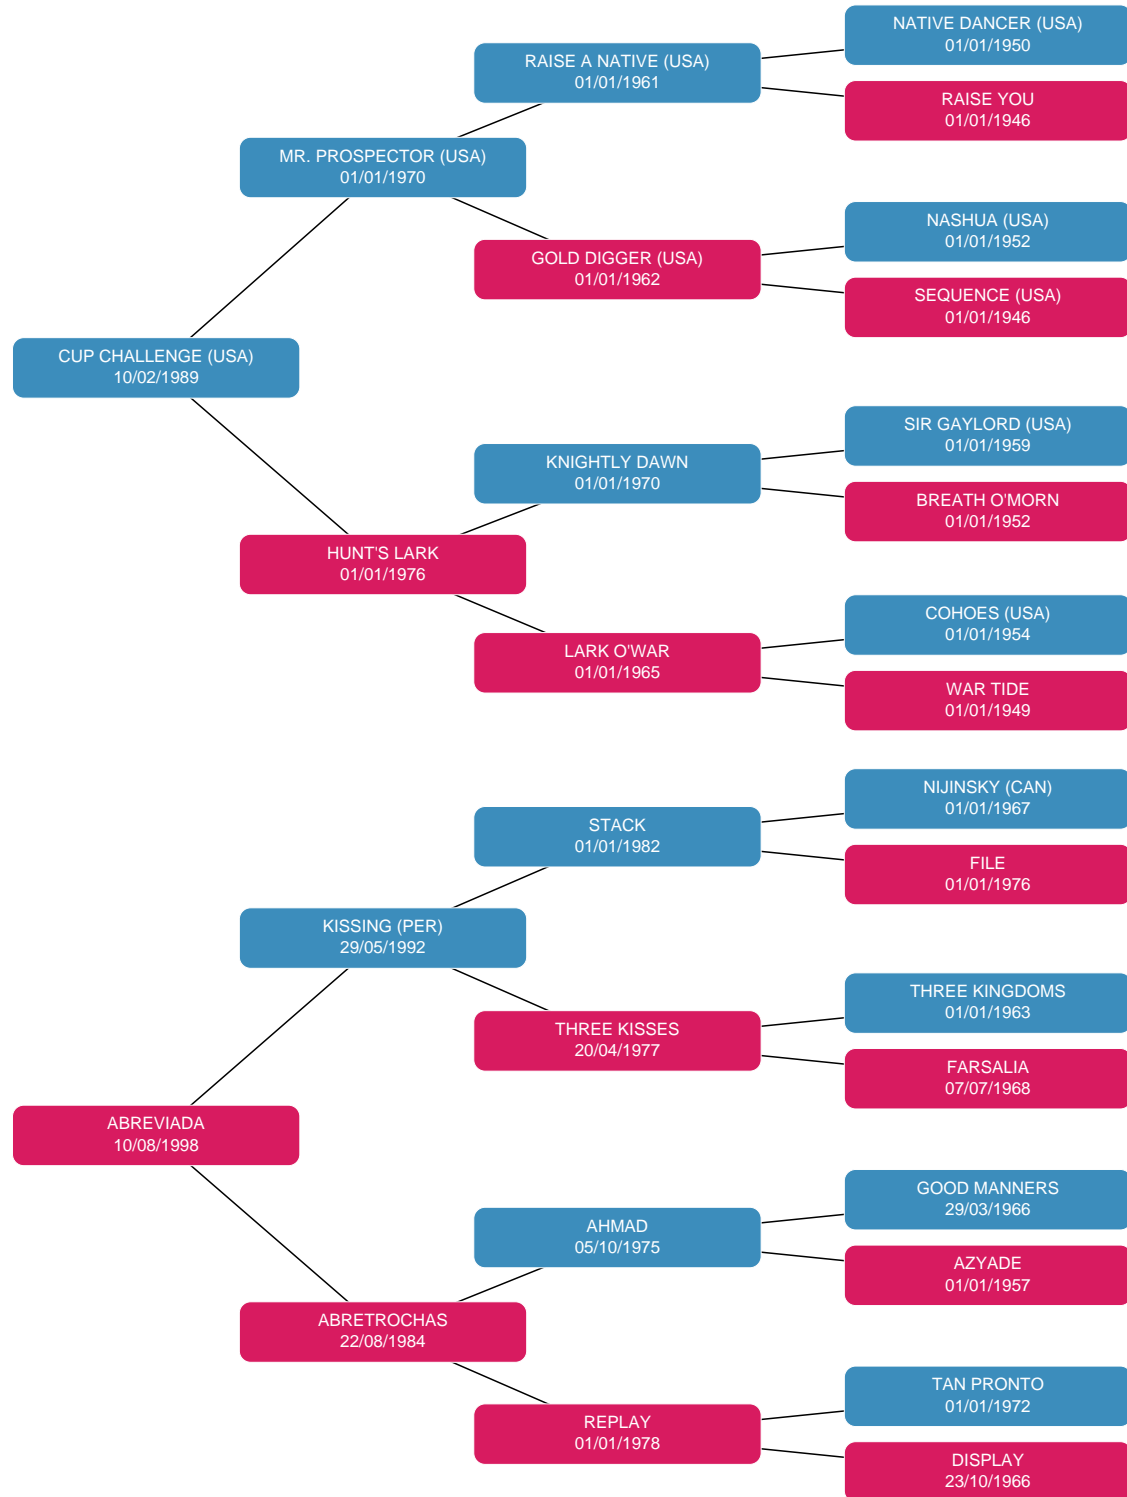 NATIVE DANCER (USA)
01/01/1950
RAISE A NATIVE (USA)
01/01/1961
RAISE YOU
01/01/1946
MR. PROSPECTOR (USA)
01/01/1970
NASHUA (USA)
01/01/1952
GOLD DIGGER (USA)
01/01/1962
SEQUENCE (USA)
01/01/1946
CUP CHALLENGE (USA)
10/02/1989
SIR GAYLORD (USA)
01/01/1959
KNIGHTLY DAWN
01/01/1970
BREATH O'MORN
01/01/1952
HUNT'S LARK
01/01/1976
COHOES (USA)
01/01/1954
LARK O'WAR
01/01/1965
WAR TIDE
01/01/1949
NIJINSKY (CAN)
01/01/1967
STACK
01/01/1982
FILE
01/01/1976
KISSING (PER)
29/05/1992
THREE KINGDOMS
01/01/1963
THREE KISSES
20/04/1977
FARSALIA
07/07/1968
ABREVIADA
10/08/1998
GOOD MANNERS
29/03/1966
AHMAD
05/10/1975
AZYADE
01/01/1957
ABRETROCHAS
22/08/1984
TAN PRONTO
01/01/1972
REPLAY
01/01/1978
DISPLAY
23/10/1966